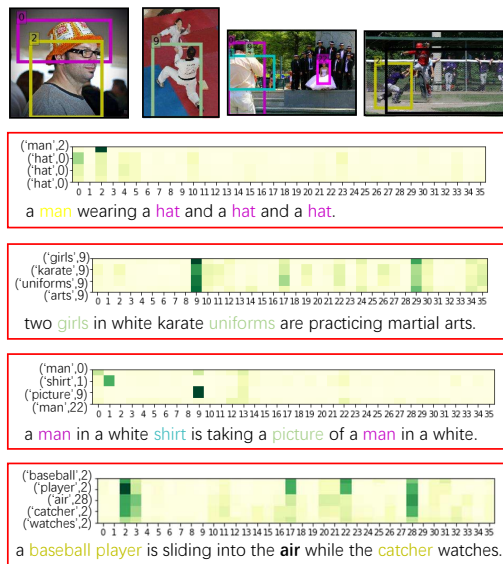 0
2
9
1
0
2
('man',2)
('hat',0)
('hat',0)
('hat',0)
0 1 2 3 4 5 6 7 8 9 10 11 12 13 14 15 16 17 18 19 20 21 22 23 24 25 26 27 28 29 30 31 32 33 34 35
a man wearing a hat and a hat and a hat.
('girls',9)
('karate',9)
('uniforms',9)
('arts',9)
0 1 2 3 4 5 6 7 8 9 10 11 12 13 14 15 16 17 18 19 20 21 22 23 24 25 26 27 28 29 30 31 32 33 34 35
two girls in white karate uniforms are practicing martial arts.
('man',0)
('shirt',1)
('picture',9)
('man',22)
0 1 2 3 4 5 6 7 8 9 10 11 12 13 14 15 16 17 18 19 20 21 22 23 24 25 26 27 28 29 30 31 32 33 34 35
a man in a white shirt is taking a picture of a man in a white.
('baseball',2)
('player',2)
('air',28)
('catcher',2)
('watches',2)
0 1 2 3 4 5 6 7 8 9 10 11 12 13 14 15 16 17 18 19 20 21 22 23 24 25 26 27 28 29 30 31 32 33 34 35
a baseball player is sliding into the air while the catcher watches.